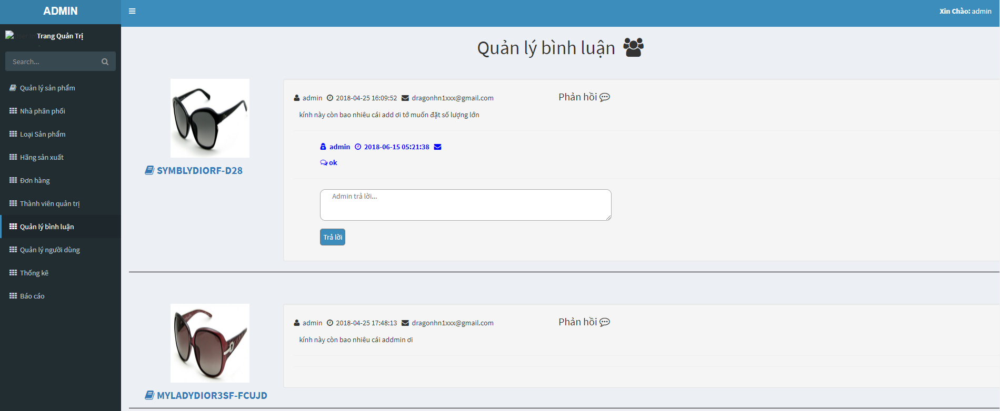 ADMIN
Xin Chào: admin
Trang Quản Trị
Search...
Quản lý sản phẩm
Nhà phân phối
Loại Sản phẩm
Hãng sản xuất
Đơn hàng
Thành viên quản trị
Quản lý bình luận
Quản lý người dùng
Thống kê
Báo cáo
Quản lý bình luận
SYMBLYDIORF-D28
admin 2018-04-25 16:09:52 dragonhn1xxx@gmail.com
Phản hồi
kính này còn bao nhiêu cái add ơi tớ muốn đặt số lượng lớn
admin 2018-06-15 05:21:38
ok
Admin trả lời...
Trả lời
MYLADYDIOR3SF-FCUJD
admin 2018-04-25 17:48:13 dragonhn1xxx@gmail.com
Phản hồi
kính này còn bao nhiêu cái addmin ơi